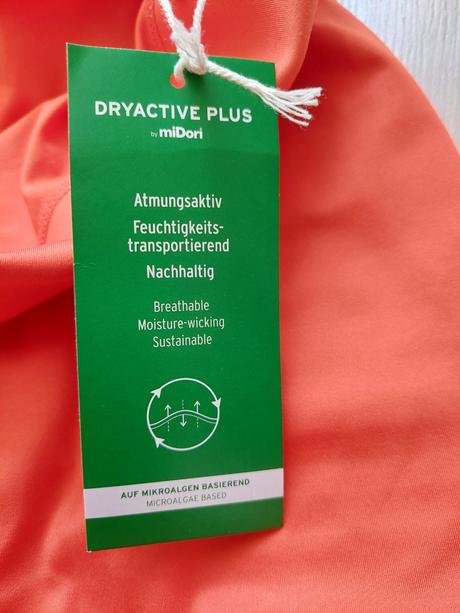 DRYACTIVE PLUS
by miDori
Atmungsaktiv
Feuchtigkeits-
transportierend
Nachhaltig
Breathable
Moisture-wicking
Sustainable
AUF MIKROALGEN BASIEREND
MICROALGAE BASED